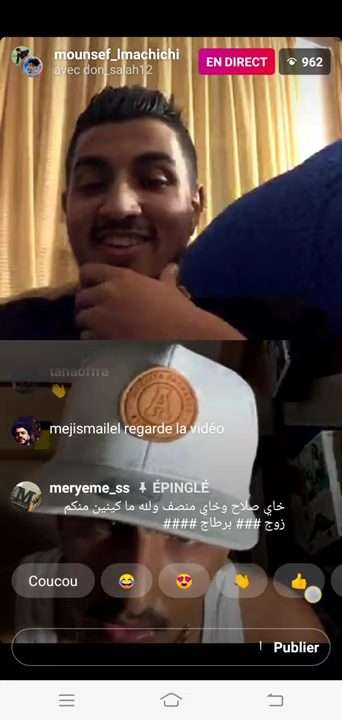 mounsef_lmachichi
avec don_salah12
EN DIRECT
962
tanaoffra
mejismailel regarde la vidéo
meryeme_ss ÉPINGLÉ
خاي صلاح وخاي منصف ولله ما كينين منكم
زوج ### برطاج ####
Coucou
Publier